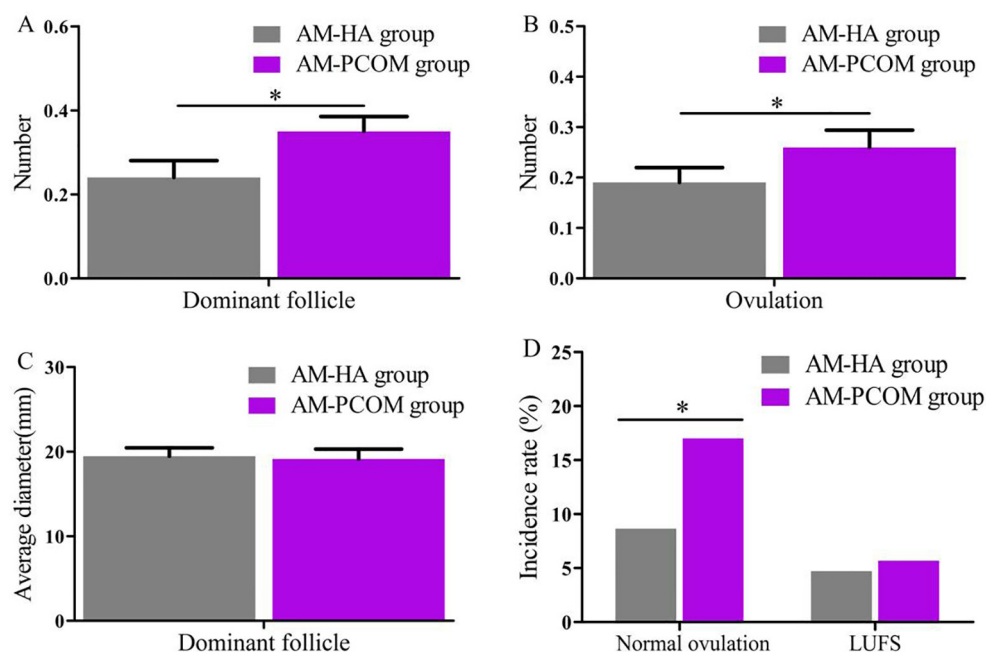 A
0.6
0.4
0.2
0.0
Number
AM-HA group
AM-PCOM group
*
Dominant follicle
B
0.5
0.4
0.3
0.2
0.1
0.0
Number
AM-HA group
AM-PCOM group
*
Ovulation
C
30
20
10
0
Average diameter(mm)
AM-HA group
AM-PCOM group
Dominant follicle
D
25
20
15
10
5
0
Incidence rate (%)
AM-HA group
AM-PCOM group
*
Normal ovulation
LUFS